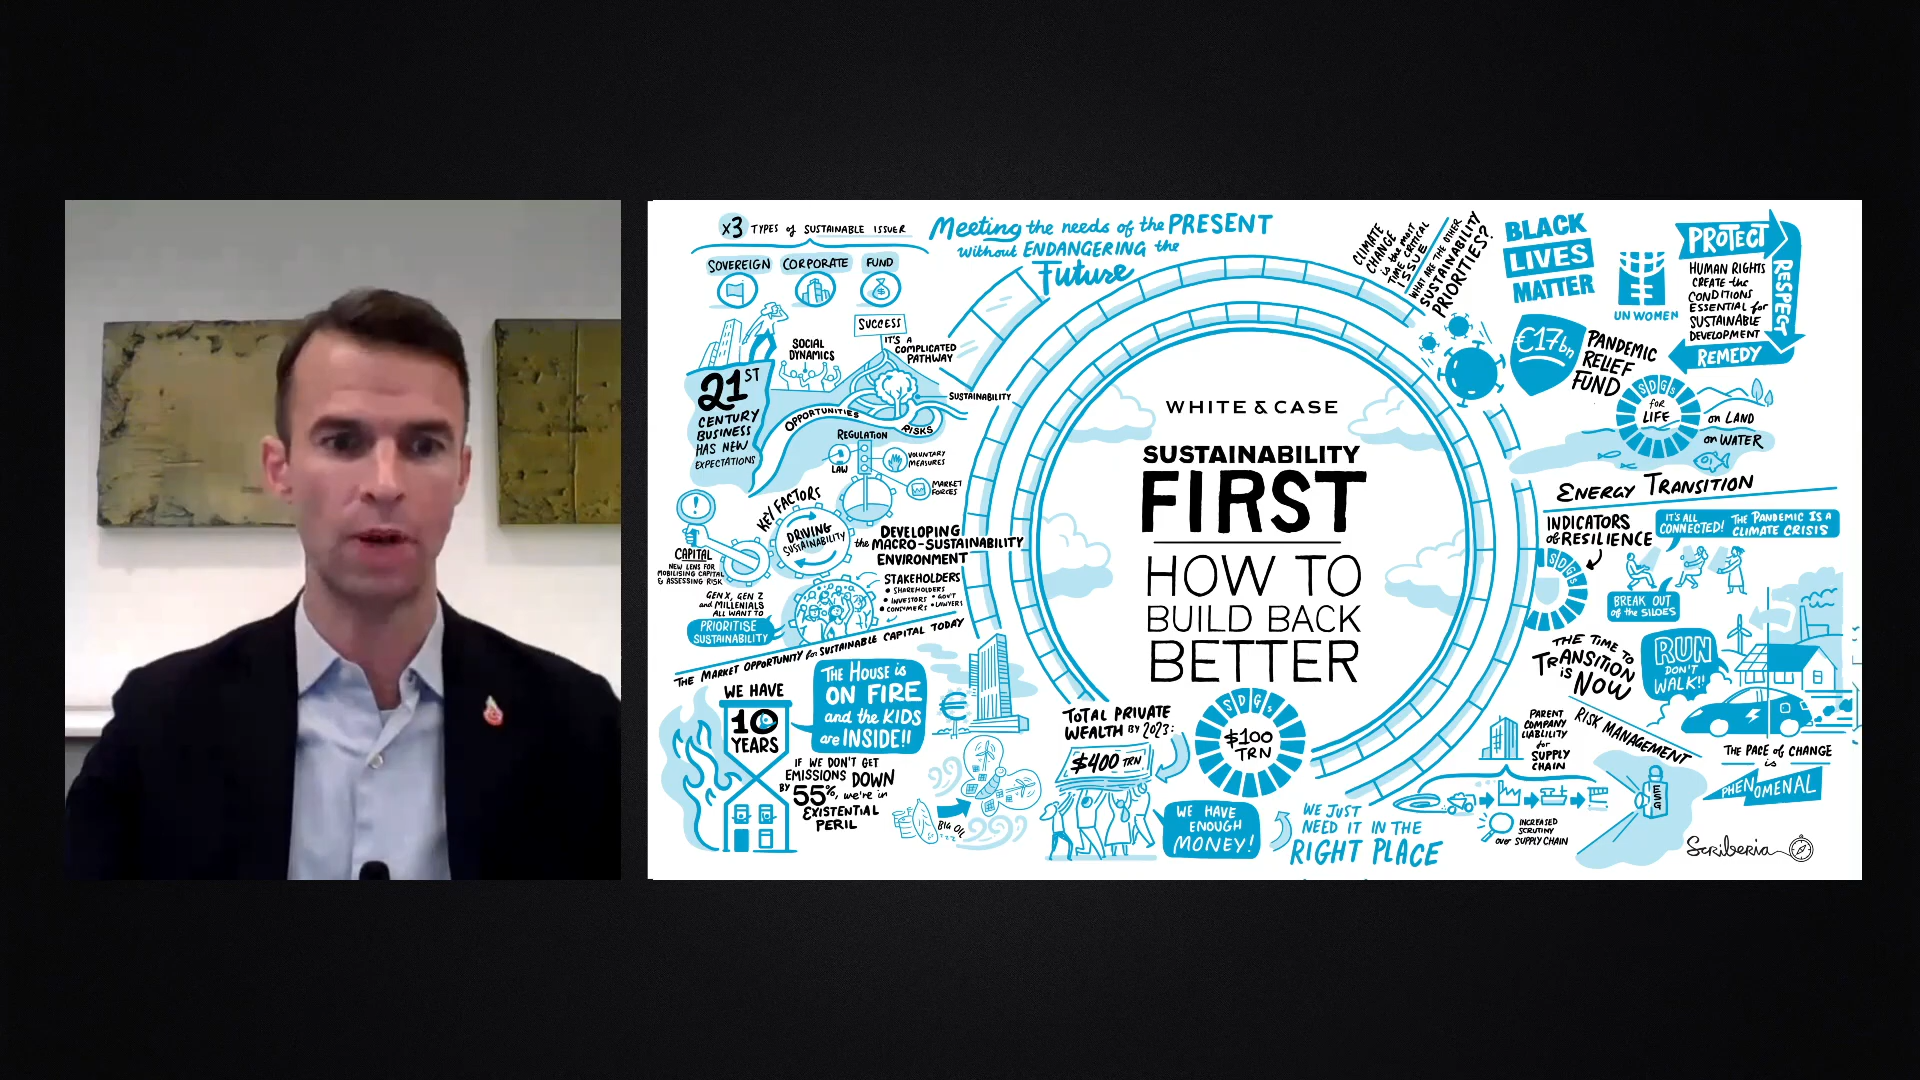 x3 TYPES of SUSTAINABLE ISSUER
SOVEREIGN
CORPORATE
FUND
Meeting the needs of the PRESENT
without ENDANGERING the
Future
SUCCESS
IT'S A
COMPLICATED
PATHWAY
SOCIAL
DYNAMICS
21ST
CENTURY
BUSINESS
HAS NEW
EXPECTATIONS
OPPORTUNITIES
RISKS
SUSTAINABILITY
REGULATION
LAW
VOLUNTARY
MEASURES
MARKET
FORCES
KEY FACTORS
DRIVING
SUSTAINABILITY
DEVELOPING
the MACRO-SUSTAINABILITY
ENVIRONMENT
CAPITAL
NEW LENS FOR
MOBILISING CAPITAL
& ASSESSING RISK
STAKEHOLDERS
• SHAREHOLDERS
• INVESTORS • GOV'T
• CONSUMERS • LAWYERS
GEN X, GEN Z
and MILLENIALS
ALL WANT TO
PRIORITISE
SUSTAINABILITY
THE MARKET OPPORTUNITY for SUSTAINABLE CAPITAL TODAY
WE HAVE
10
YEARS
THE HOUSE is
ON FIRE
and the KIDS
are INSIDE!!
IF WE DON'T GET
EMISSIONS DOWN
BY 55%, we're in
EXISTENTIAL
PERIL
€
BIG OIL
WHITE & CASE
SUSTAINABILITY
FIRST
HOW TO
BUILD BACK
BETTER
TOTAL PRIVATE
WEALTH BY 2023:
$400 TRN
SDGs
$100
TRN
WE HAVE
ENOUGH
MONEY!
WE JUST
NEED IT IN THE
RIGHT PLACE
CLIMATE
CHANGE
is the MOST
TIME CRITICAL
ISSUE
WHAT ARE THE OTHER
SUSTAINABILITY
PRIORITIES?
BLACK
LIVES
MATTER
UN WOMEN
PROTECT
RESPECT
REMEDY
HUMAN RIGHTS
CREATE the
CONDITIONS
ESSENTIAL for
SUSTAINABLE
DEVELOPMENT
€17bn
PANDEMIC
RELIEF
FUND
SDGs
for
LIFE
on LAND
on WATER
ENERGY TRANSITION
INDICATORS
of RESILIENCE
SDGs
IT'S ALL
CONNECTED!
THE PANDEMIC IS A
CLIMATE CRISIS
BREAK OUT
of the SILOES
THE TIME TO
TRANSITION
is NOW
RUN
DON'T
WALK!!
PARENT
COMPANY
LIABLILITY
for
SUPPLY
CHAIN
RISK MANAGEMENT
ESG
INCREASED
SCRUTINY
over SUPPLY CHAIN
THE PACE of CHANGE
is
PHENOMENAL
Scriberia